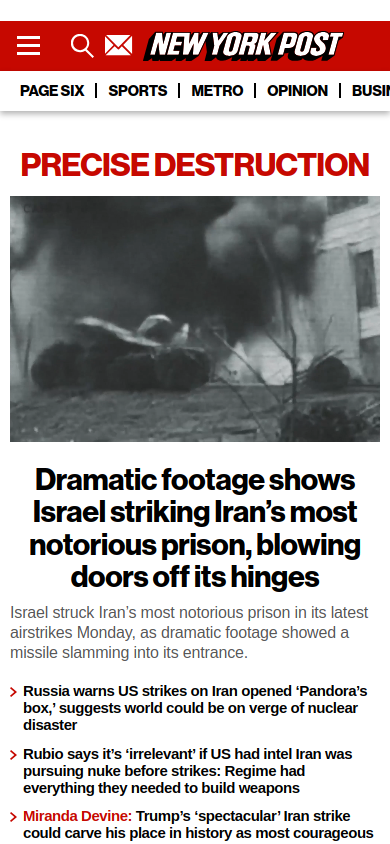 NEW YORK POST
PAGE SIX
SPORTS
METRO
OPINION
BUSIN
PRECISE DESTRUCTION
Dramatic footage shows
Israel striking Iran’s most
notorious prison, blowing
doors off its hinges
Israel struck Iran’s most notorious prison in its latest
airstrikes Monday, as dramatic footage showed a
missile slamming into its entrance.
Russia warns US strikes on Iran opened ‘Pandora’s
box,’ suggests world could be on verge of nuclear
disaster
Rubio says it’s ‘irrelevant’ if US had intel Iran was
pursuing nuke before strikes: Regime had
everything they needed to build weapons
Miranda Devine: Trump’s ‘spectacular’ Iran strike
could carve his place in history as most courageous